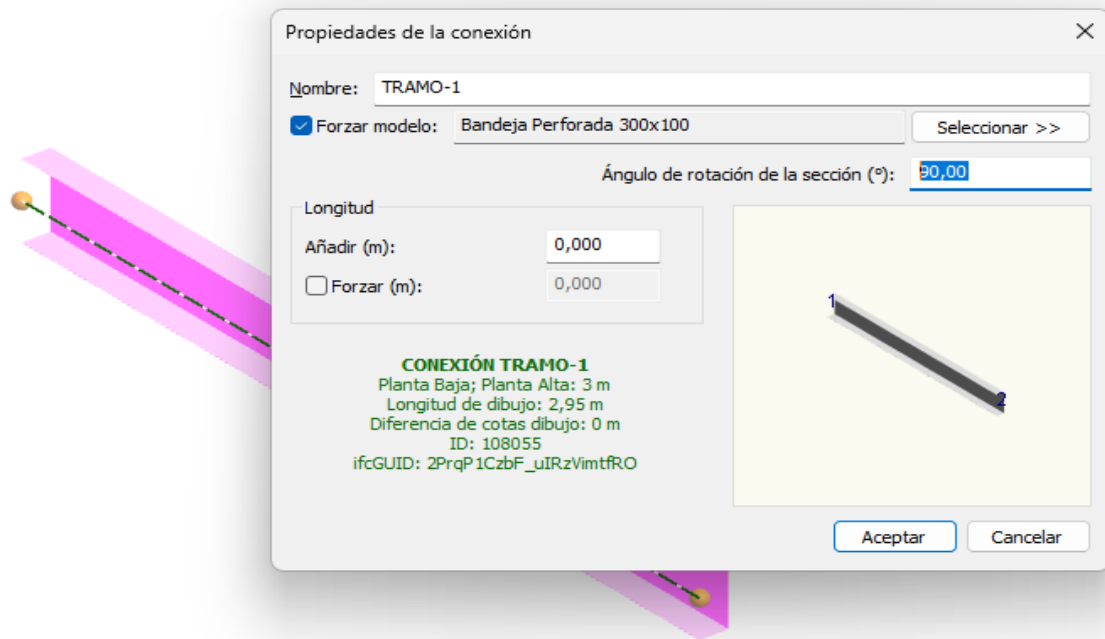 Propiedades de la conexión
Nombre: TRAMO-1
Forzar modelo: Bandeja Perforada 300x100 Seleccionar >>
Ángulo de rotación de la sección (º): 90,00
Longitud
Añadir (m): 0,000
Forzar (m): 0,000
1
2
CONEXIÓN TRAMO-1
Planta Baja; Planta Alta: 3 m
Longitud de dibujo: 2,95 m
Diferencia de cotas dibujo: 0 m
ID: 108055
ifcGUID: 2PrqP1CzbF_uIRzVimtfRO
Aceptar Cancelar